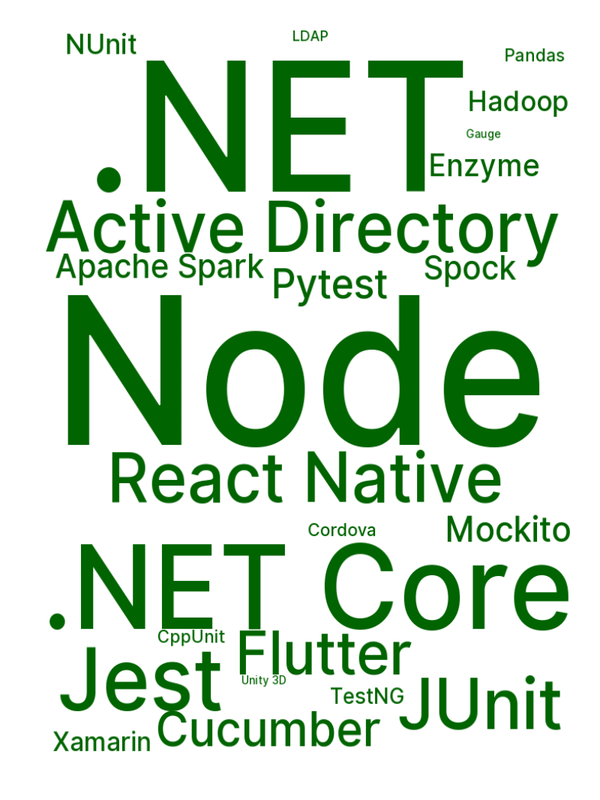 LDAP
NUnit
Pandas
.NET
Hadoop
Gauge
Enzyme
Active Directory
Apache Spark
Spock
Pytest
Node
React Native
Cordova
Mockito
.NET Core
CppUnit
Flutter
Jest
Unity 3D
TestNG
JUnit
Cucumber
Xamarin